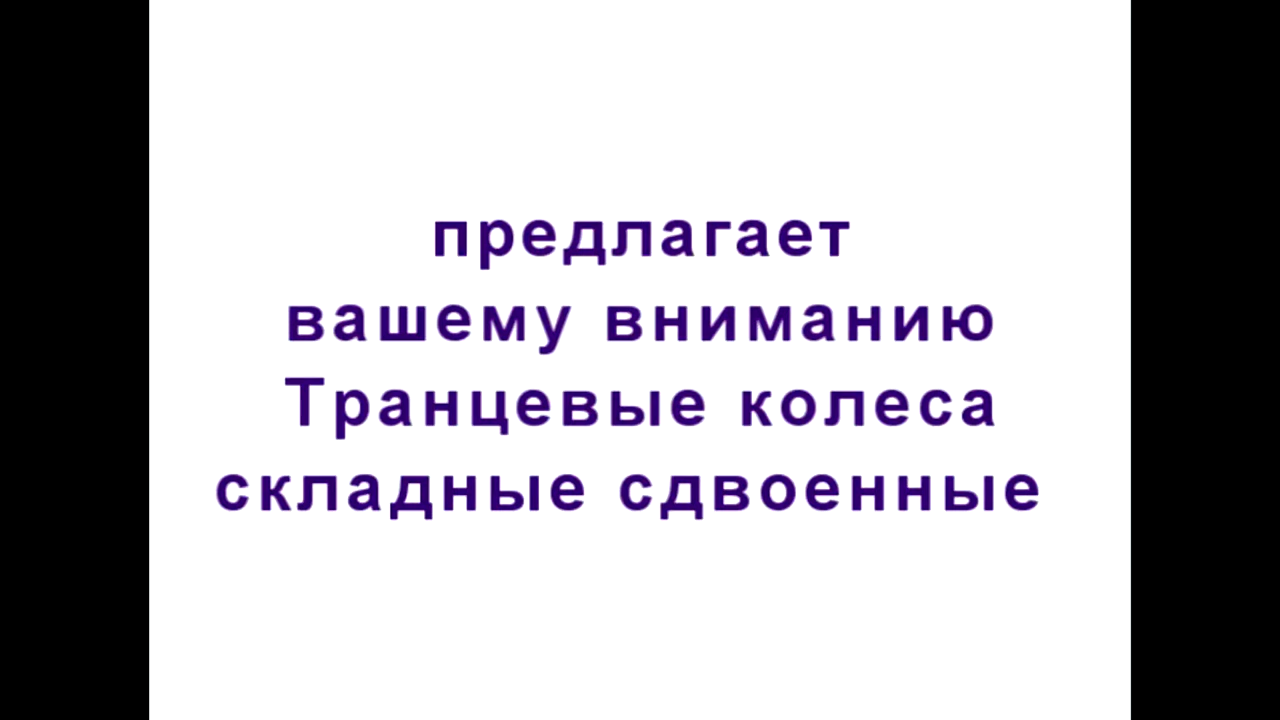 предлагает
вашему вниманию
Транцевые колеса
складные сдвоенные